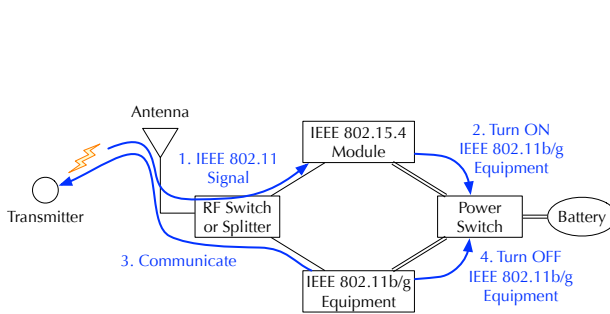 Antenna
IEEE 802.15.4
Module
2. Turn ON
IEEE 802.11b/g
Equipment
1. IEEE 802.11
Signal
Transmitter
RF Switch
or Splitter
Power
Switch
Battery
3. Communicate
4. Turn OFF
IEEE 802.11b/g
Equipment
IEEE 802.11b/g
Equipment